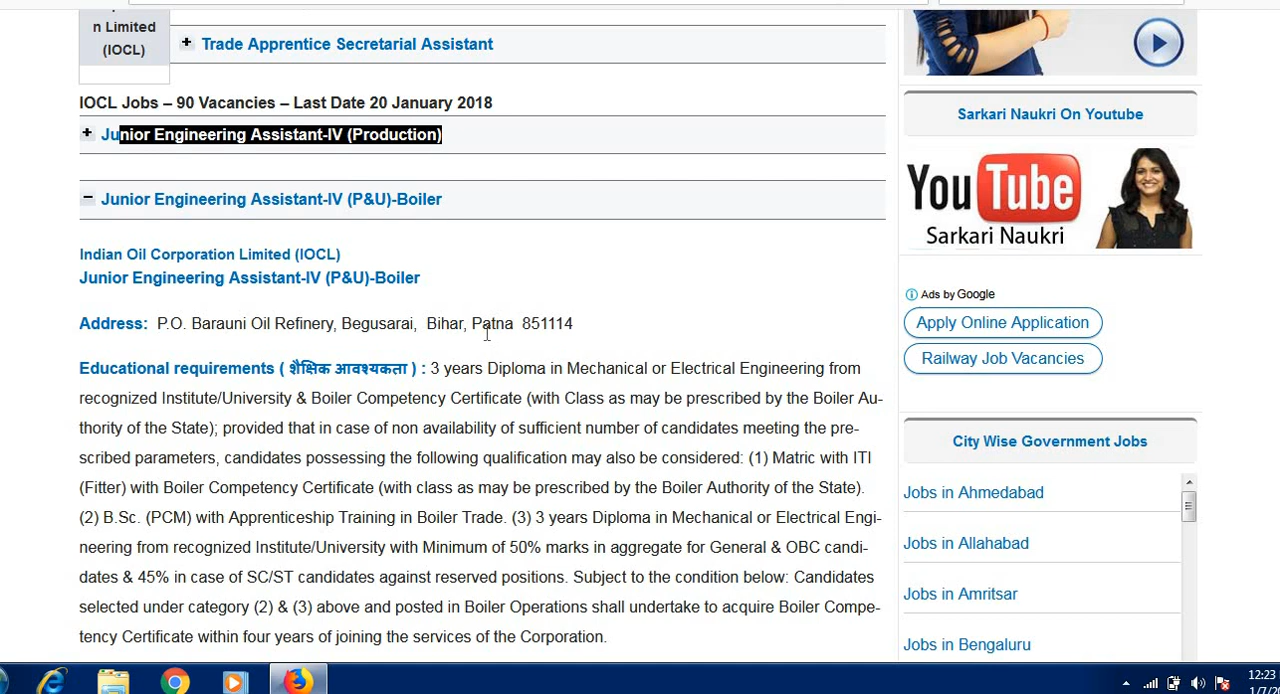 n Limited
(IOCL)
+ Trade Apprentice Secretarial Assistant
IOCL Jobs – 90 Vacancies – Last Date 20 January 2018
+ Junior Engineering Assistant-IV (Production)
− Junior Engineering Assistant-IV (P&U)-Boiler
Indian Oil Corporation Limited (IOCL)
Junior Engineering Assistant-IV (P&U)-Boiler
Address: P.O. Barauni Oil Refinery, Begusarai, Bihar, Patna 851114
Educational requirements ( शैक्षिक आवश्यकता ) : 3 years Diploma in Mechanical or Electrical Engineering from
recognized Institute/University & Boiler Competency Certificate (with Class as may be prescribed by the Boiler Au-
thority of the State); provided that in case of non availability of sufficient number of candidates meeting the pre-
scribed parameters, candidates possessing the following qualification may also be considered: (1) Matric with ITI
(Fitter) with Boiler Competency Certificate (with class as may be prescribed by the Boiler Authority of the State).
(2) B.Sc. (PCM) with Apprenticeship Training in Boiler Trade. (3) 3 years Diploma in Mechanical or Electrical Engi-
neering from recognized Institute/University with Minimum of 50% marks in aggregate for General & OBC candi-
dates & 45% in case of SC/ST candidates against reserved positions. Subject to the condition below: Candidates
selected under category (2) & (3) above and posted in Boiler Operations shall undertake to acquire Boiler Compe-
tency Certificate within four years of joining the services of the Corporation.
Sarkari Naukri On Youtube
YouTube
Sarkari Naukri
Ads by Google
Apply Online Application
Railway Job Vacancies
City Wise Government Jobs
Jobs in Ahmedabad
Jobs in Allahabad
Jobs in Amritsar
Jobs in Bengaluru
12:23